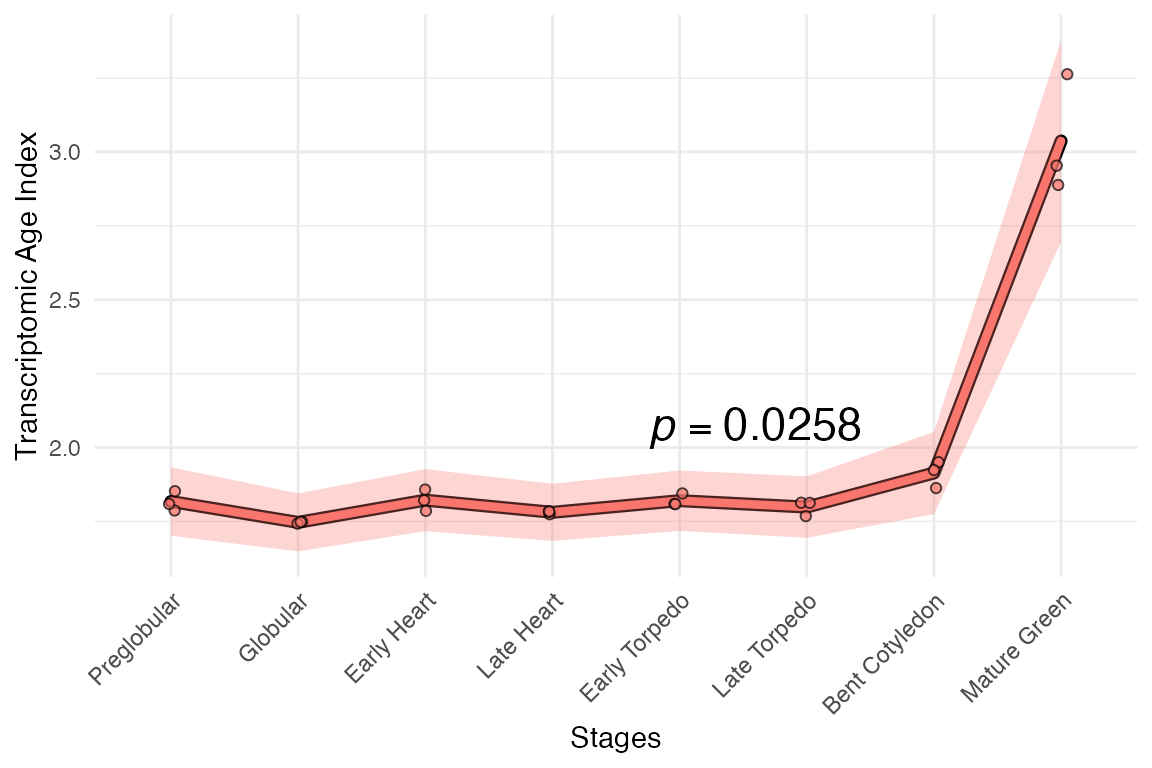 Transcriptomic Age Index
3.0
2.5
2.0
p = 0.0258
Preglobular
Globular
Early Heart
Late Heart
Early Torpedo
Late Torpedo
Bent Cotyledon
Mature Green
Stages